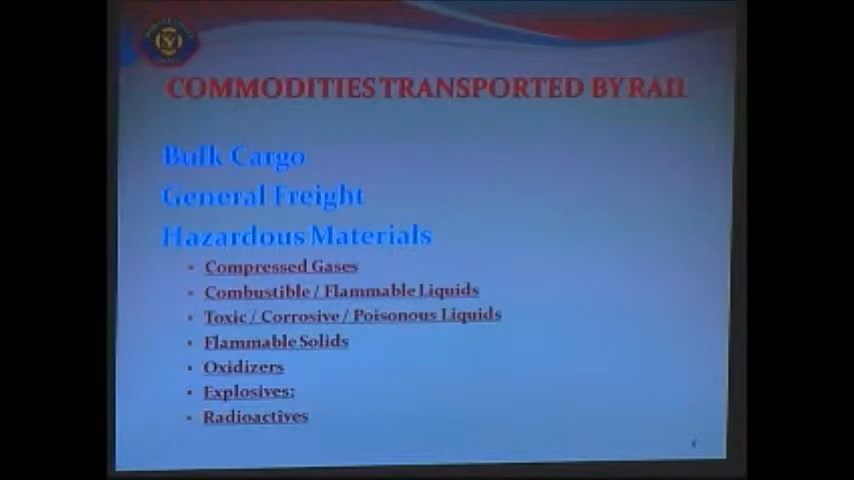 COMMODITIES TRANSPORTED BY RAIL
Bulk Cargo
General Freight
Hazardous Materials
• Compressed Gases
• Combustible / Flammable Liquids
• Toxic / Corrosive / Poisonous Liquids
• Flammable Solids
• Oxidizers
• Explosives:
• Radioactives